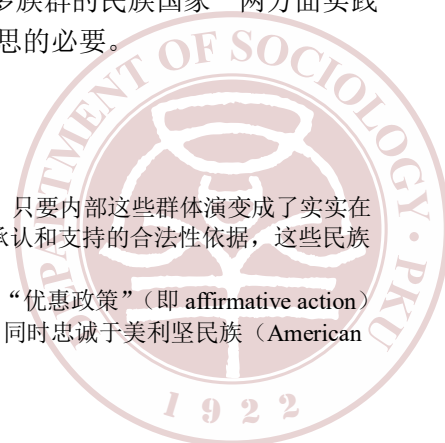 多族群的民族国家”两方面实践
思的必要。
只要内部这些群体演变成了实实在
承认和支持的合法性依据，这些民族
“优惠政策”（即 affirmative action）
同时忠诚于美利坚民族（American
DEPARTMENT OF SOCIOLOGY · PKU
1922